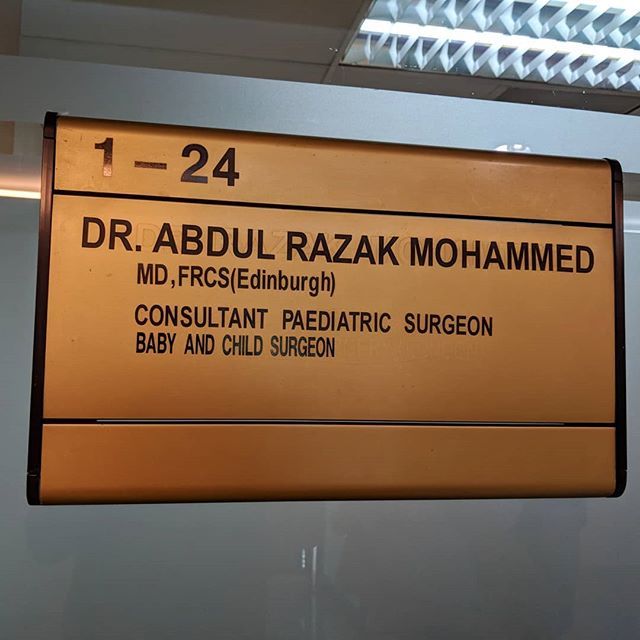 1 – 24
DR. ABDUL RAZAK MOHAMMED
MD,FRCS(Edinburgh)
CONSULTANT PAEDIATRIC SURGEON
BABY AND CHILD SURGEON